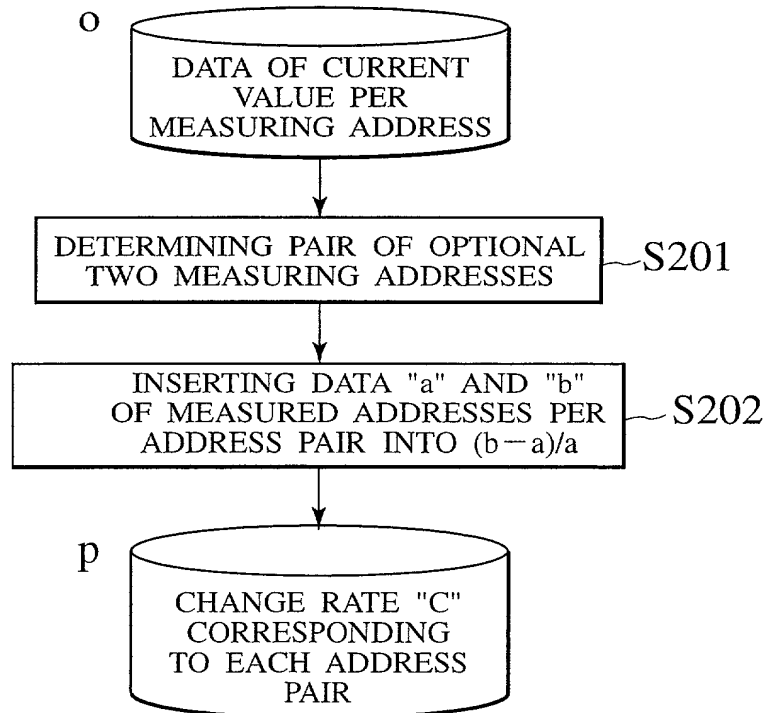 o
DATA OF CURRENT
VALUE PER
MEASURING ADDRESS
DETERMINING PAIR OF OPTIONAL
TWO MEASURING ADDRESSES
S201
INSERTING DATA "a" AND "b"
OF MEASURED ADDRESSES PER
ADDRESS PAIR INTO (b－a)/a
S202
p
CHANGE RATE "C"
CORRESPONDING
TO EACH ADDRESS
PAIR